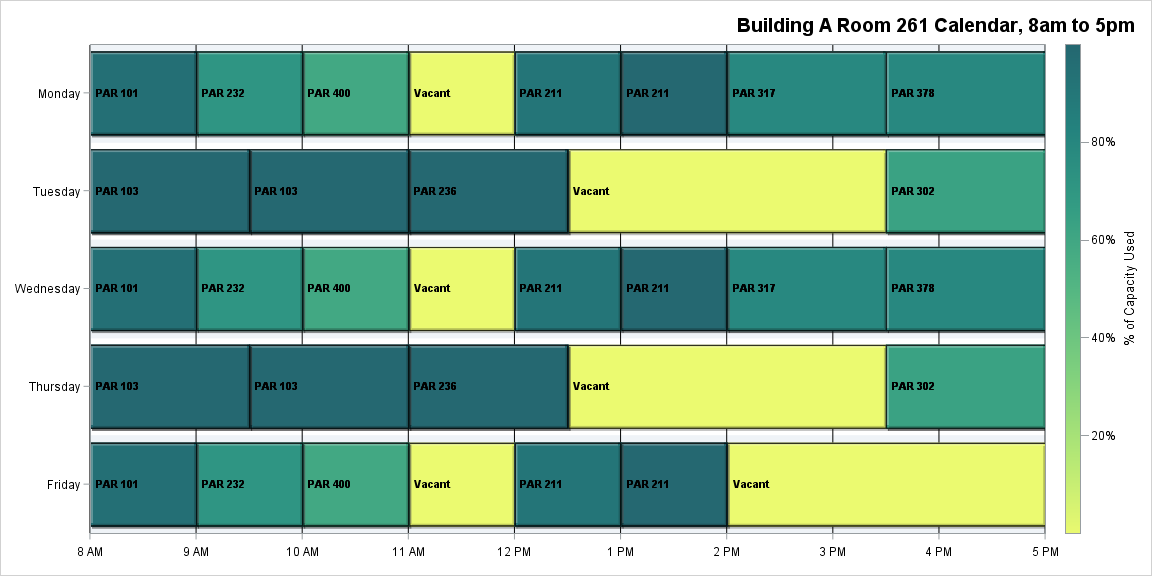 Building A Room 261 Calendar, 8am to 5pm
Monday
PAR 101
PAR 232
PAR 400
Vacant
PAR 211
PAR 211
PAR 317
PAR 378
Tuesday
PAR 103
PAR 103
PAR 236
Vacant
PAR 302
Wednesday
PAR 101
PAR 232
PAR 400
Vacant
PAR 211
PAR 211
PAR 317
PAR 378
Thursday
PAR 103
PAR 103
PAR 236
Vacant
PAR 302
Friday
PAR 101
PAR 232
PAR 400
Vacant
PAR 211
PAR 211
Vacant
8 AM
9 AM
10 AM
11 AM
12 PM
1 PM
2 PM
3 PM
4 PM
5 PM
80%
60%
40%
20%
% of Capacity Used